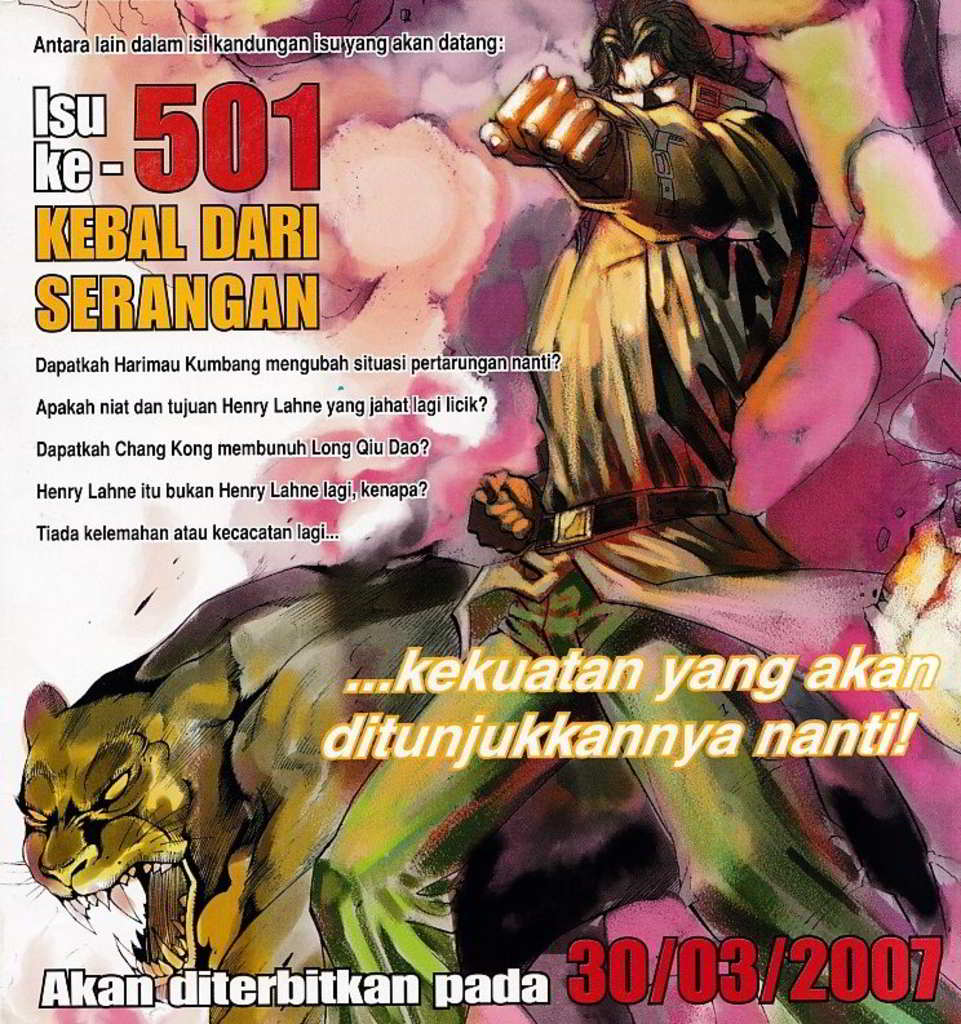 Antara lain dalam isi kandungan isu yang akan datang:
Isu
ke - 501
KEBAL DARI
SERANGAN
Dapatkah Harimau Kumbang mengubah situasi pertarungan nanti?
Apakah niat dan tujuan Henry Lahne yang jahat lagi licik?
Dapatkah Chang Kong membunuh Long Qiu Dao?
Henry Lahne itu bukan Henry Lahne lagi, kenapa?
Tiada kelemahan atau kecacatan lagi...
...kekuatan yang akan
ditunjukkannya nanti!
Akan diterbitkan pada 30/03/2007